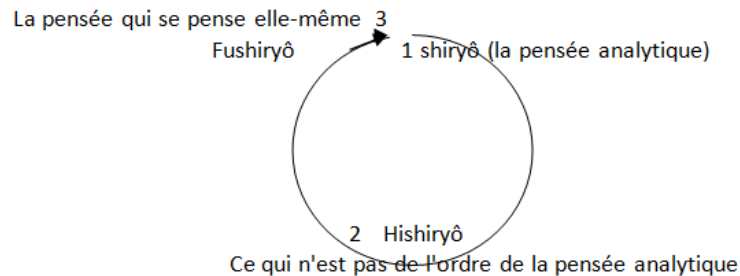 La pensée qui se pense elle-même 3
Fushiryô
1 shiryô (la pensée analytique)
2 Hishiryô
Ce qui n'est pas de l'ordre de la pensée analytique